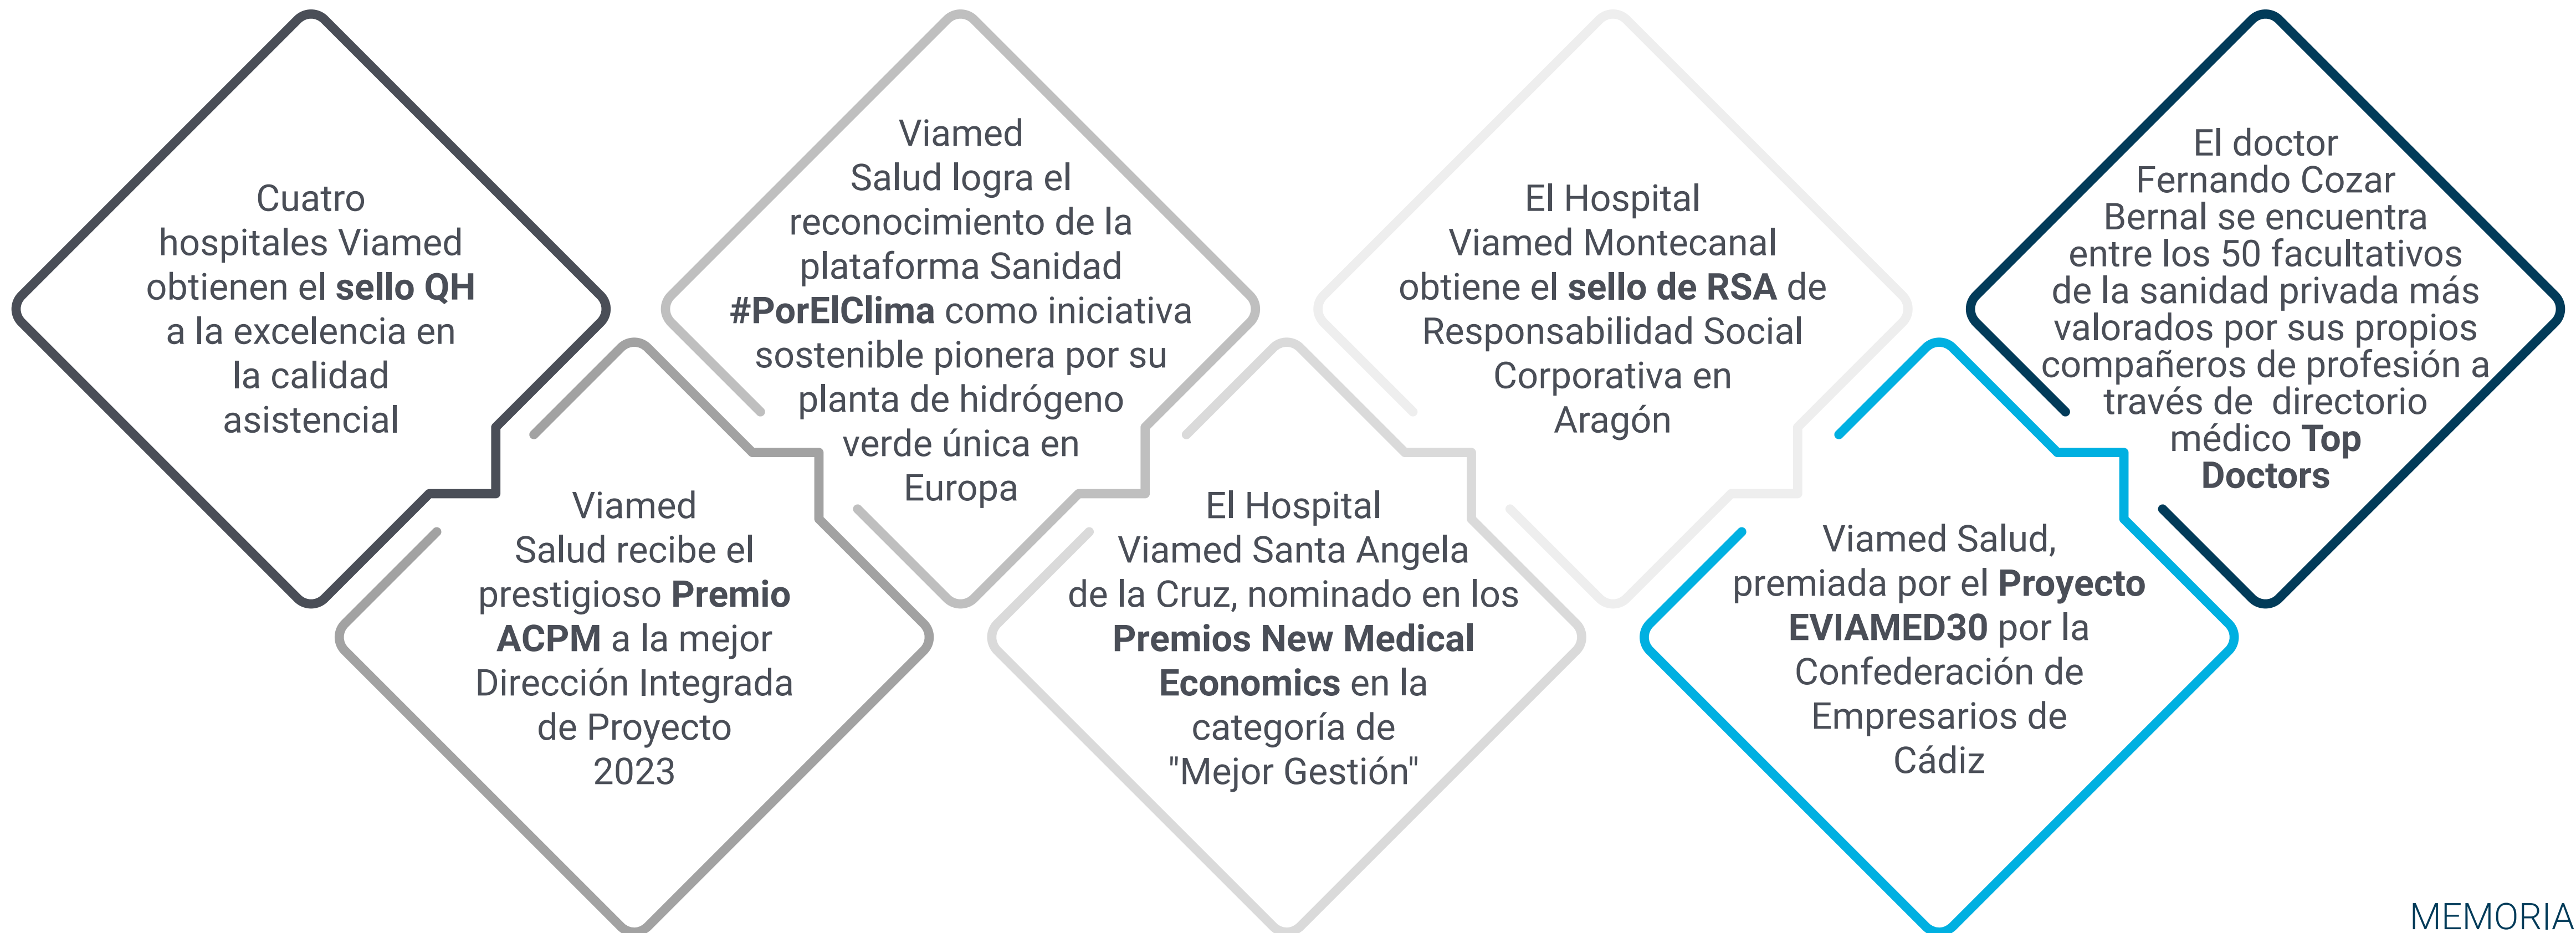 Cuatro
hospitales Viamed
obtienen el sello QH
a la excelencia en
la calidad
asistencial
Viamed
Salud recibe el
prestigioso Premio
ACPM a la mejor
Dirección Integrada
de Proyecto
2023
Viamed
Salud logra el
reconocimiento de la
plataforma Sanidad
#PorElClima como iniciativa
sostenible pionera por su
planta de hidrógeno
verde única en
Europa
El Hospital
Viamed Santa Angela
de la Cruz, nominado en los
Premios New Medical
Economics en la
categoría de
"Mejor Gestión"
El Hospital
Viamed Montecanal
obtiene el sello de RSA de
Responsabilidad Social
Corporativa en
Aragón
Viamed Salud,
premiada por el Proyecto
EVIAMED30 por la
Confederación de
Empresarios de
Cádiz
El doctor
Fernando Cozar
Bernal se encuentra
entre los 50 facultativos
de la sanidad privada más
valorados por sus propios
compañeros de profesión a
través de directorio
médico Top
Doctors
MEMORIA